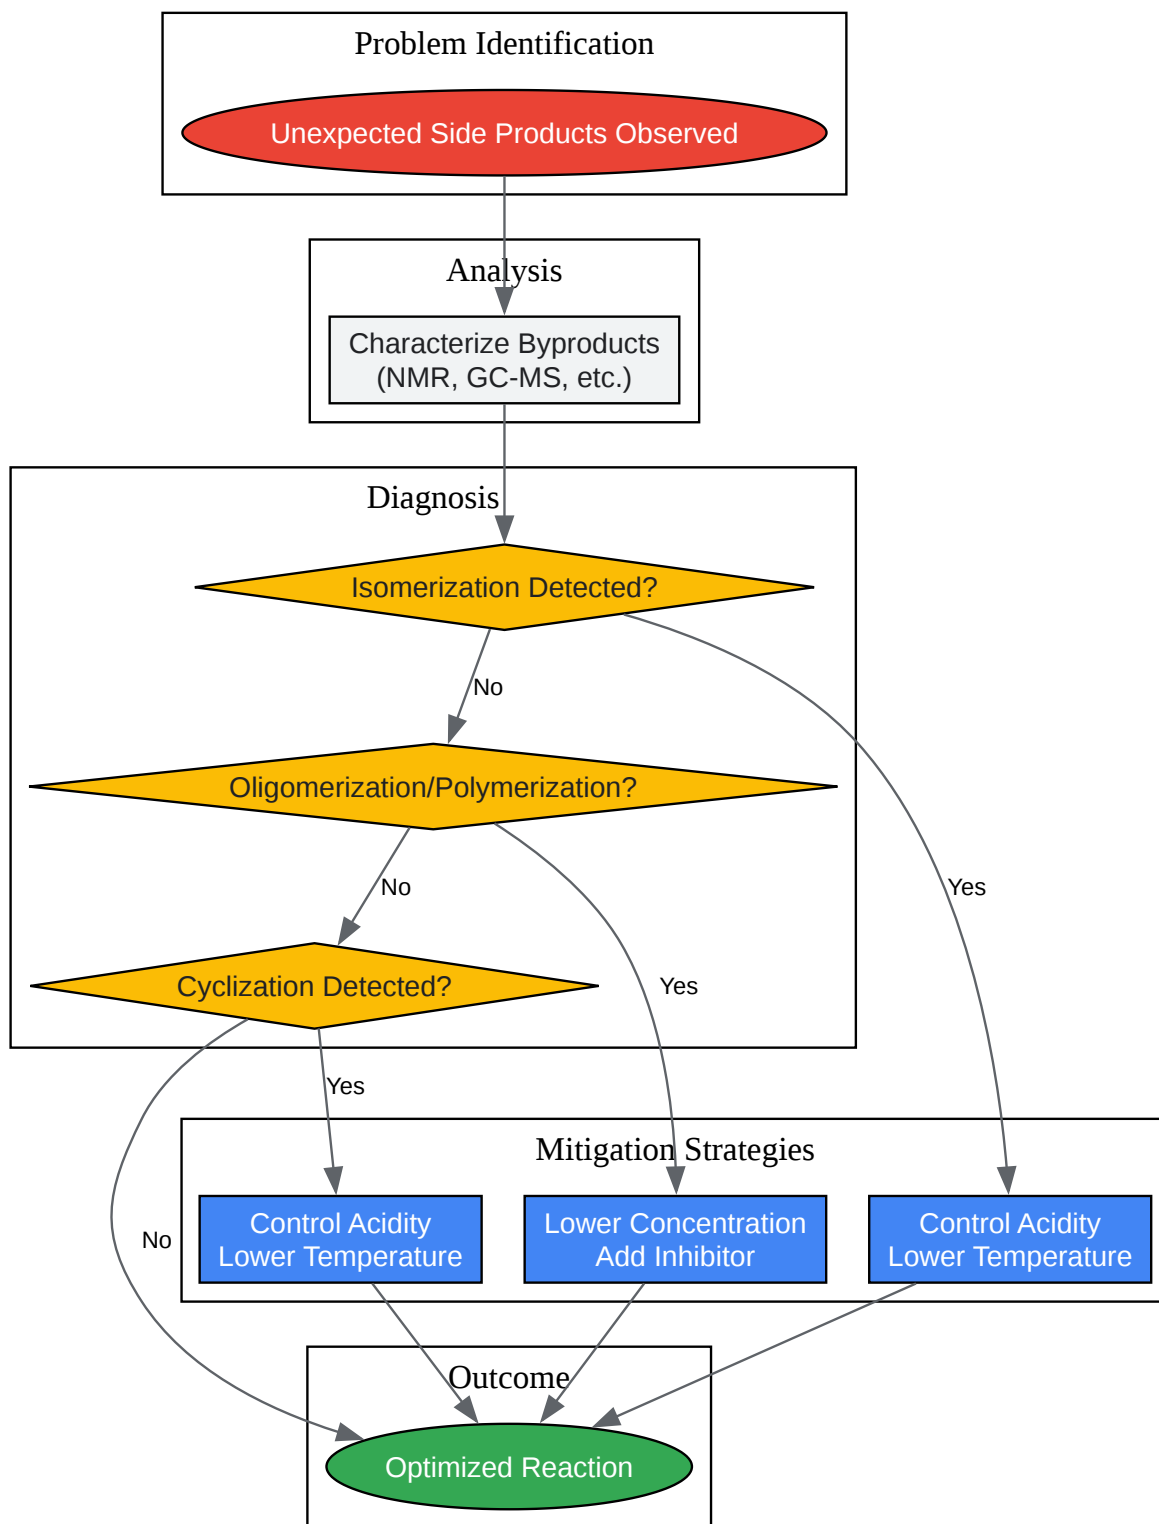 Problem Identification
Unexpected Side Products Observed
Analysis
Characterize Byproducts
(NMR, GC-MS, etc.)
Diagnosis
Isomerization Detected?
No
Oligomerization/Polymerization?
No
Yes
Cyclization Detected?
Yes
Yes
Mitigation Strategies
Control Acidity
Lower Temperature
Lower Concentration
Add Inhibitor
Control Acidity
Lower Temperature
No
Outcome
Optimized Reaction